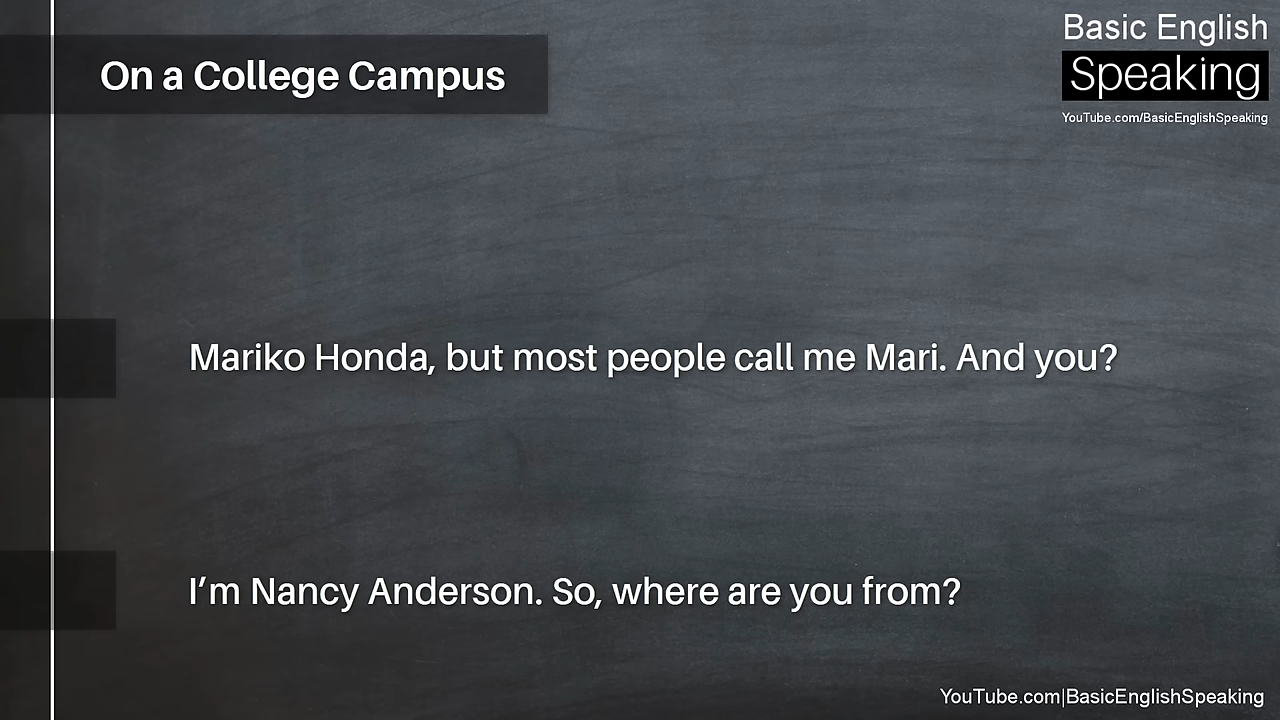 On a College Campus
Basic English
Speaking
YouTube.com/BasicEnglishSpeaking
Mariko Honda, but most people call me Mari. And you?
I’m Nancy Anderson. So, where are you from?
YouTube.com|BasicEnglishSpeaking